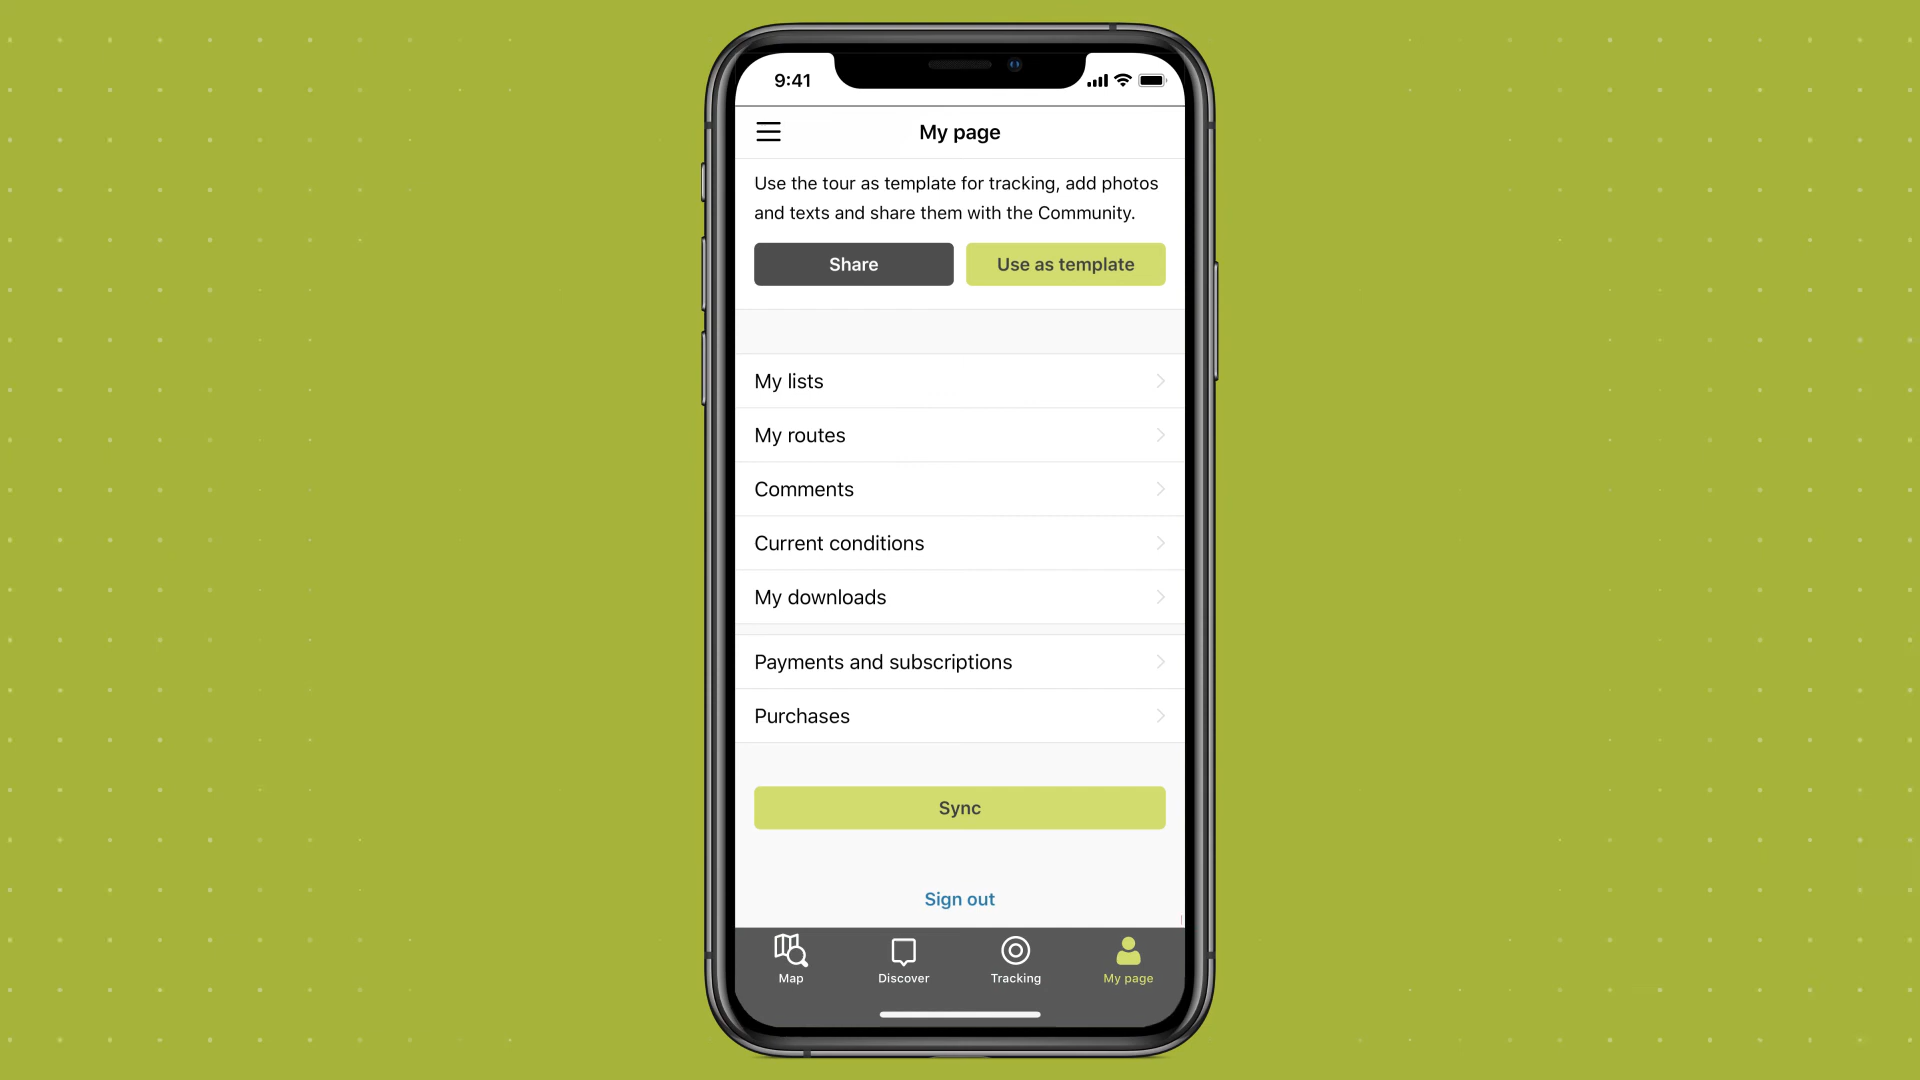 9:41
My page
Use the tour as template for tracking, add photos
and texts and share them with the Community.
Share
Use as template
My lists
My routes
Comments
Current conditions
My downloads
Payments and subscriptions
Purchases
Sync
Sign out
Map
Discover
Tracking
My page